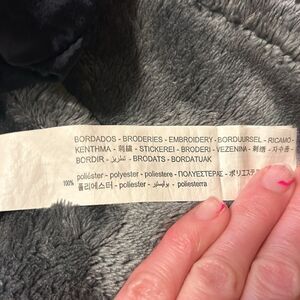 BORDADOS - BRODERIES - EMBROIDERY - BORDUURSEL - RICAMO -
KENTHMA - 刺繍 - STICKEREI - BRODERI - VEZENINA - 刺绣 - 자수품 -
BORDIR - تطريز - BRODATS - BORDATUAK
100% poliéster - polyester - poliestere - ΠΟΛΥΕΣΤΕΡΑΣ - ポリエステ
폴리에스터 - poliester - بوليستر - poliesterra